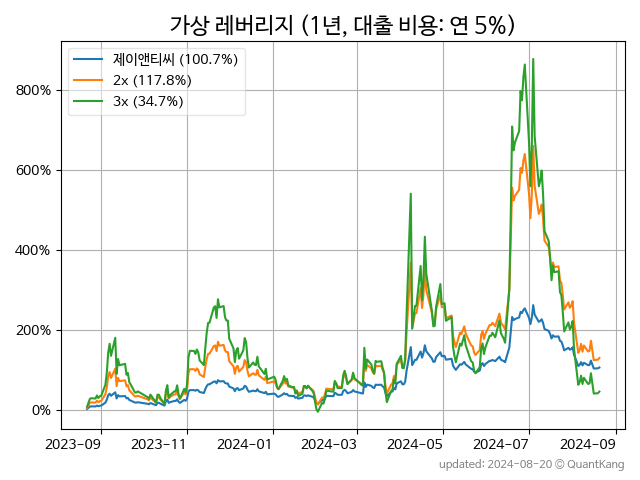 가상 레버리지 (1년, 대출 비용: 연 5%)
제이앤티씨 (100.7%)
2x (117.8%)
3x (34.7%)
800%
600%
400%
200%
0%
2023-09 2023-11 2024-01 2024-03 2024-05 2024-07 2024-09
updated: 2024-08-20 © QuantKang